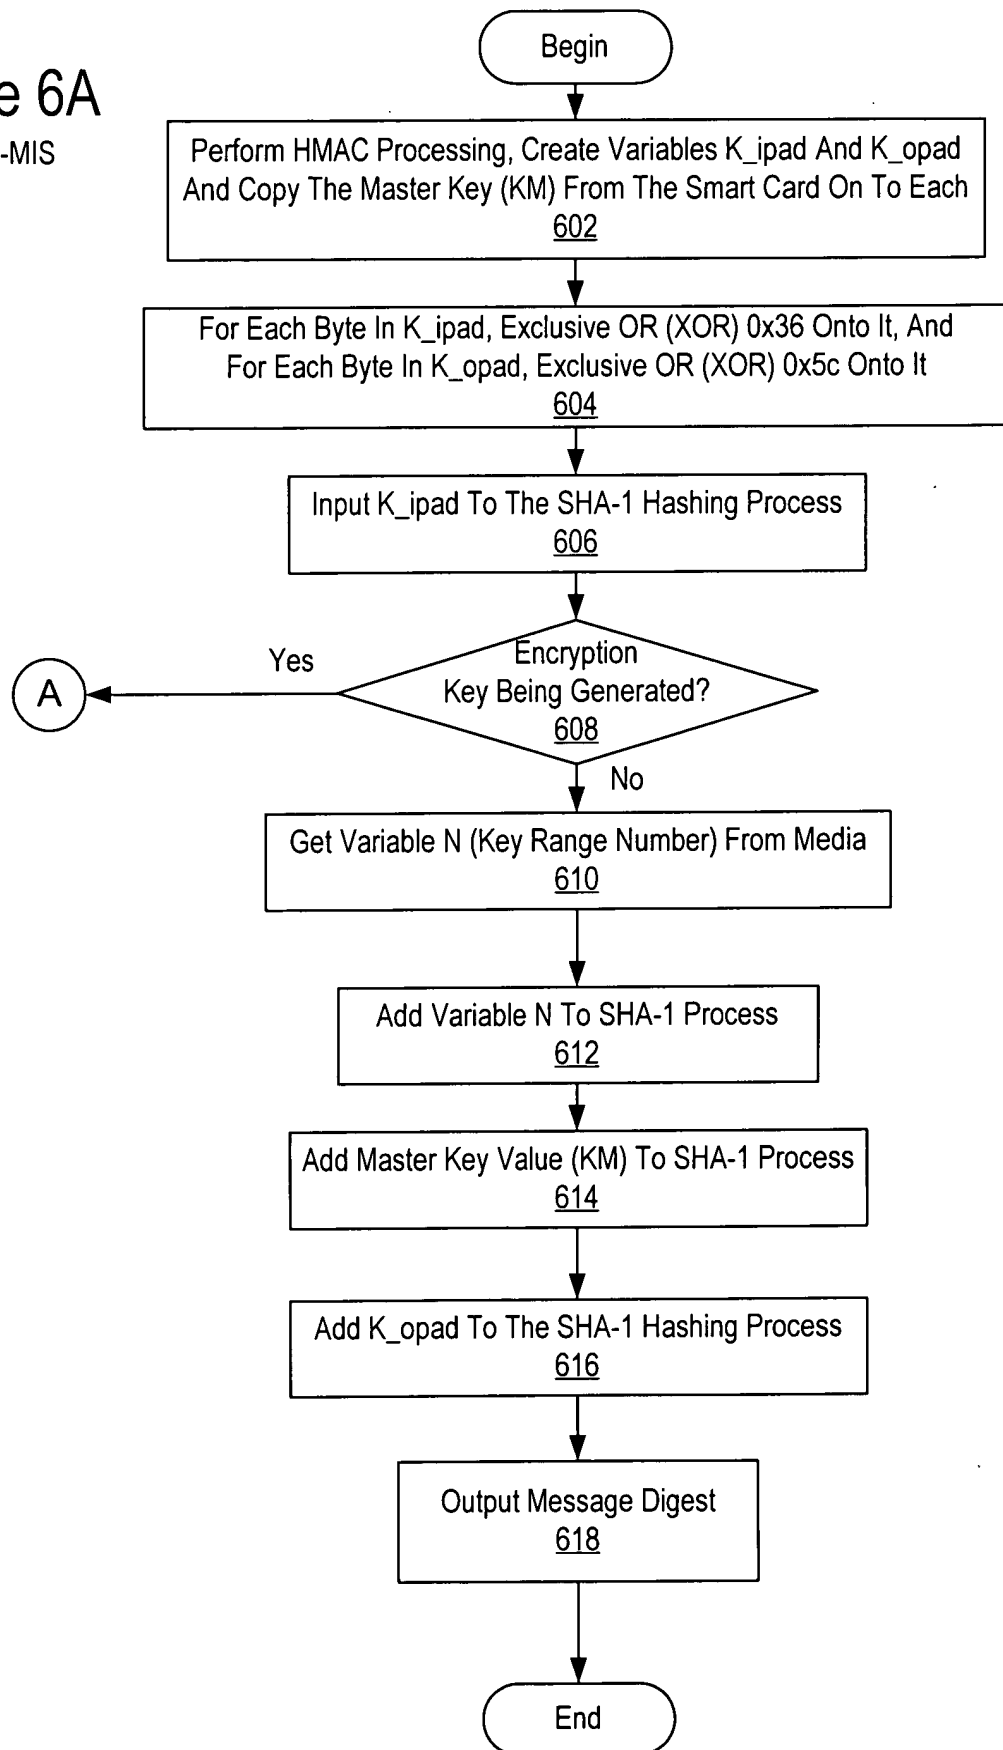 Begin
e 6A
-MIS
Perform HMAC Processing, Create Variables K_ipad And K_opad
And Copy The Master Key (KM) From The Smart Card On To Each
602
For Each Byte In K_ipad, Exclusive OR (XOR) 0x36 Onto It, And
For Each Byte In K_opad, Exclusive OR (XOR) 0x5c Onto It
604
Input K_ipad To The SHA-1 Hashing Process
606
Encryption
Key Being Generated?
608
Yes
A
No
Get Variable N (Key Range Number) From Media
610
Add Variable N To SHA-1 Process
612
Add Master Key Value (KM) To SHA-1 Process
614
Add K_opad To The SHA-1 Hashing Process
616
Output Message Digest
618
End